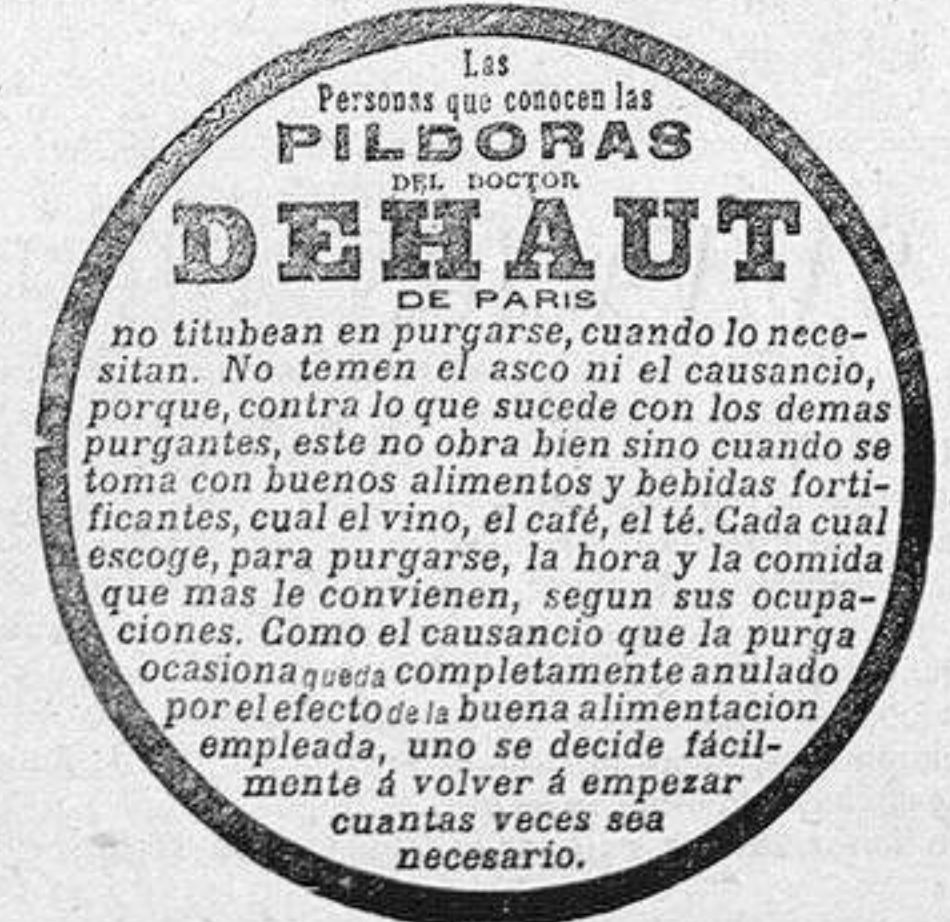 Las
Personas que conocen las
PILDORAS
DEL DOCTOR
DEHAUT
DE PARIS
no titubean en purgarse, cuando lo nece-
sitan. No temen el asco ni el causancio,
porque, contra lo que sucede con los demas
purgantes, este no obra bien sino cuando se
toma con buenos alimentos y bebidas forti-
ficantes, cual el vino, el café, el té. Cada cual
escoge, para purgarse, la hora y la comida
que mas le convienen, segun sus ocupa-
ciones. Como el causancio que la purga
ocasiona queda completamente anulado
por el efecto de la buena alimentacion
empleada, uno se decide fácil-
mente á volver á empezar
cuantas veces sea
necesario.